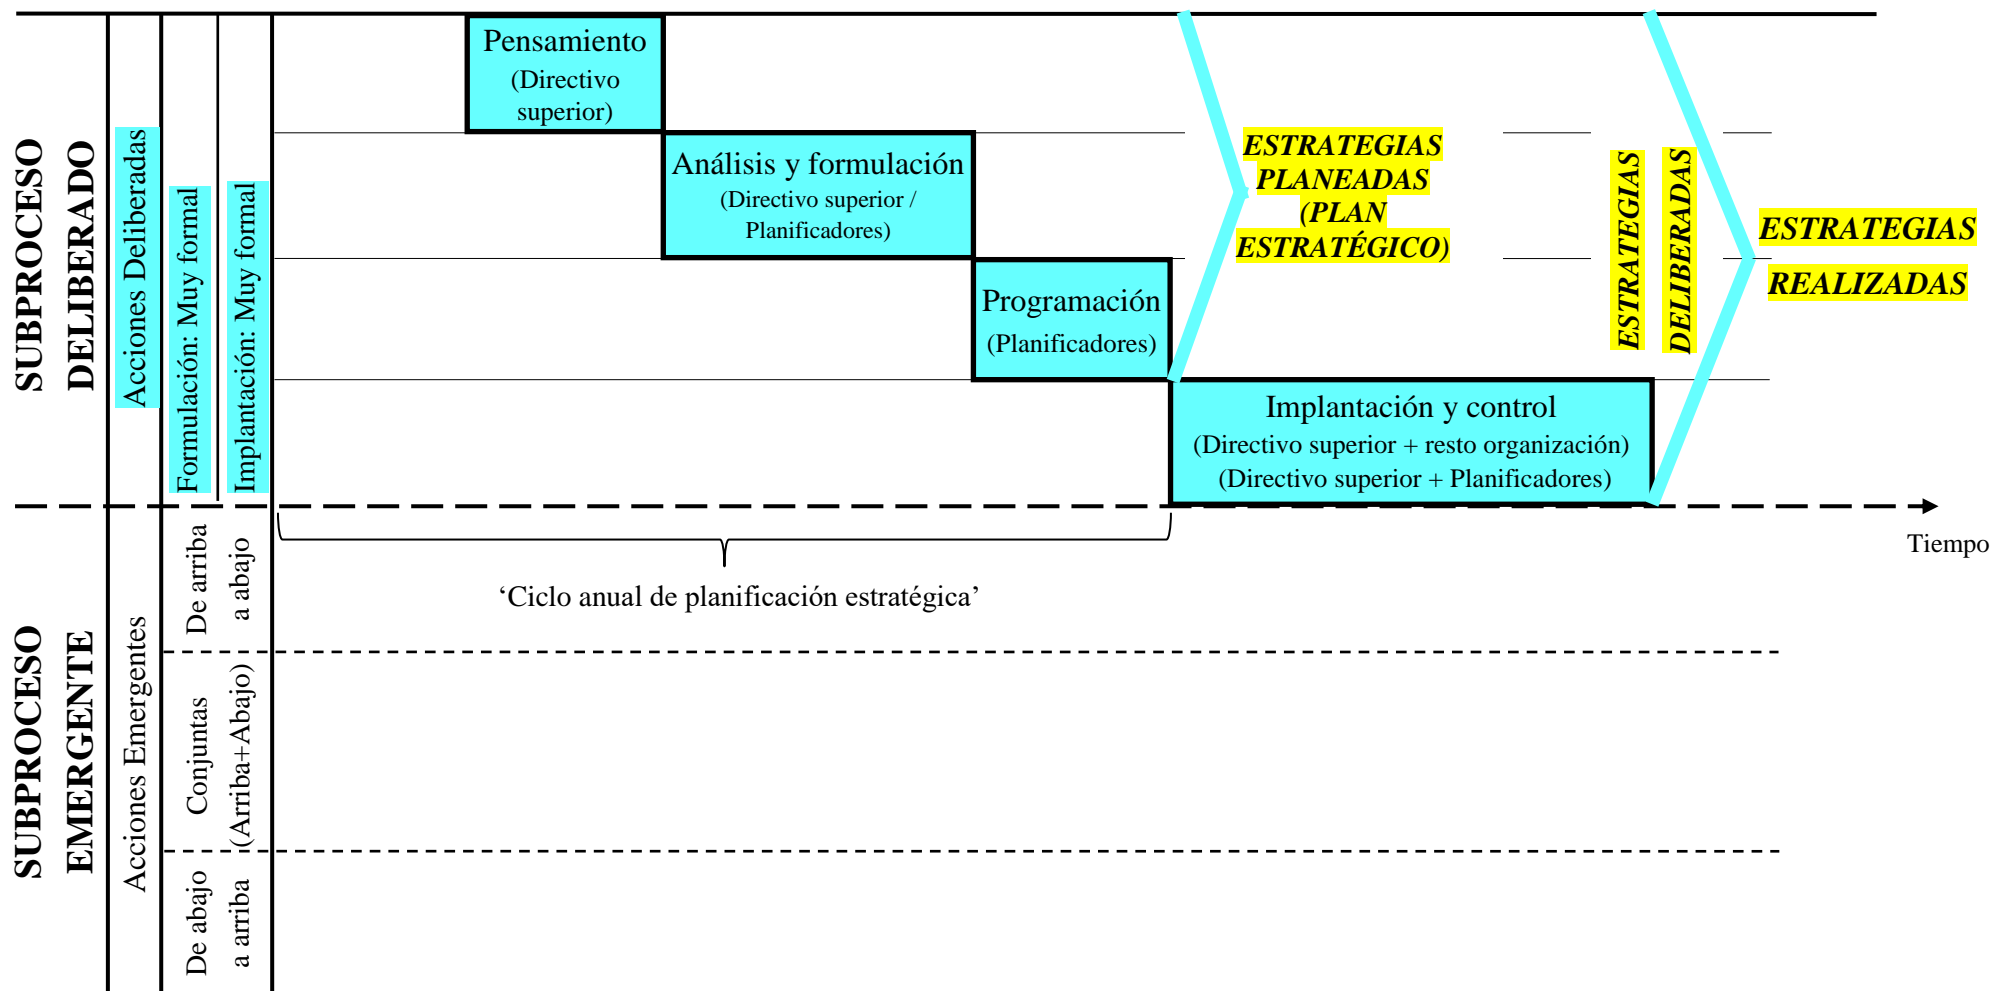 SUBPROCESO
DELIBERADO
Acciones Deliberadas
Formulación: Muy formal
Implantación: Muy formal
Pensamiento
(Directivo
superior)
Análisis y formulación
(Directivo superior /
Planificadores)
Programación
(Planificadores)
Implantación y control
(Directivo superior + resto organización)
(Directivo superior + Planificadores)
ESTRATEGIAS
PLANEADAS
(PLAN
ESTRATÉGICO)
ESTRATEGIAS
DELIBERADAS
ESTRATEGIAS
REALIZADAS
Tiempo
‘Ciclo anual de planificación estratégica’
SUBPROCESO
EMERGENTE
Acciones Emergentes
De arriba
a abajo
Conjuntas
(Arriba+Abajo)
De abajo
a arriba